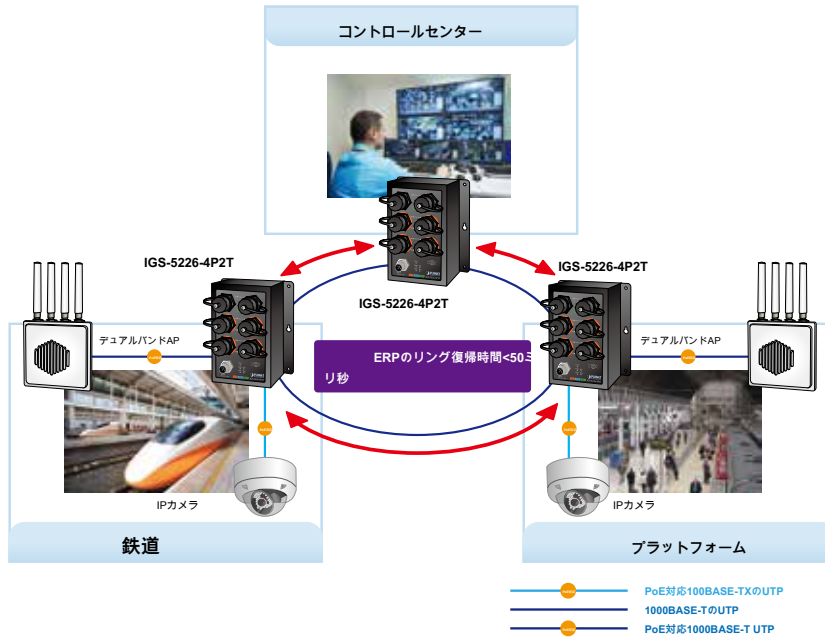 コントロールセンター
IGS-5226-4P2T
IGS-5226-4P2T
IGS-5226-4P2T
デュアルバンドAP
デュアルバンドAP
ERPのリング復帰時間<50ミ
リ秒
IPカメラ
IPカメラ
鉄道
プラットフォーム
PoE対応100BASE-TXのUTP
1000BASE-TのUTP
PoE対応1000BASE-T UTP